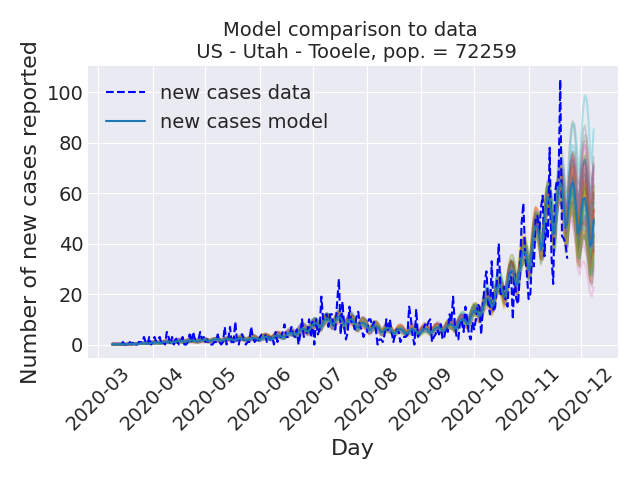 Model comparison to data
US - Utah - Tooele, pop. = 72259
Number of new cases reported
new cases data
new cases model
100
80
60
40
20
0
2020-03
2020-04
2020-05
2020-06
2020-07
2020-08
2020-09
2020-10
2020-11
2020-12
Day